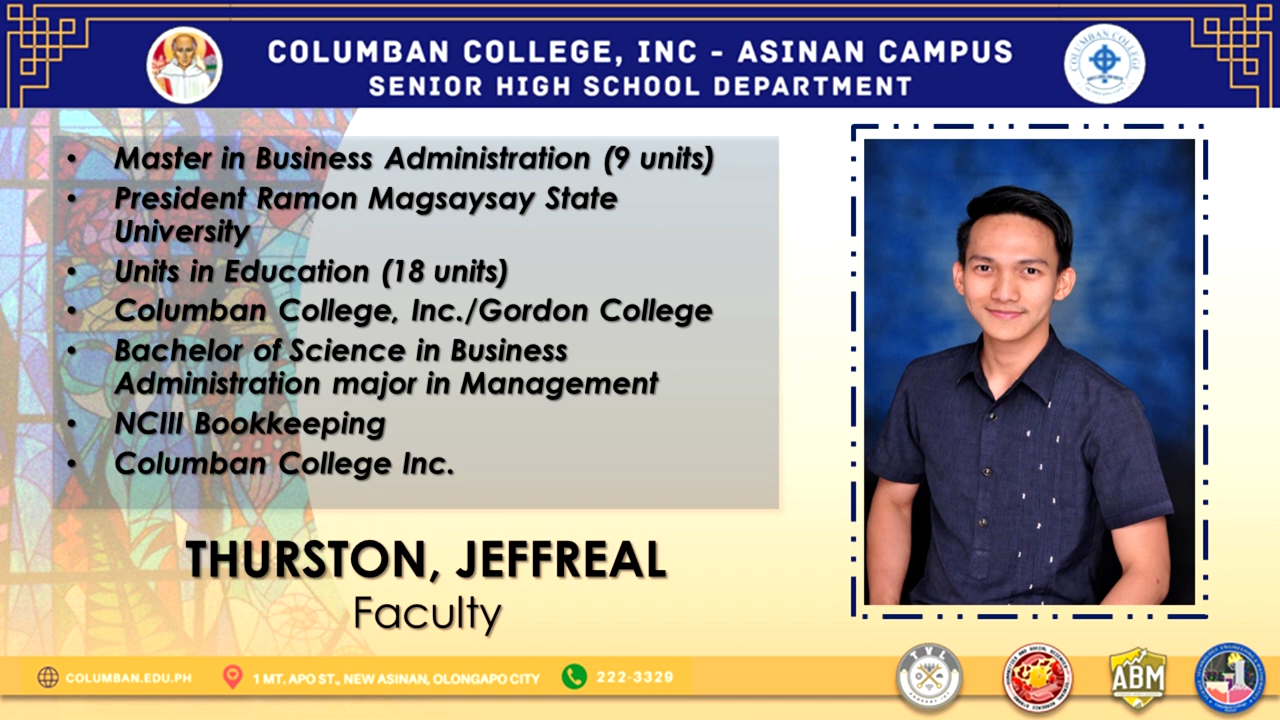 COLUMBAN COLLEGE, INC - ASINAN CAMPUS
SENIOR HIGH SCHOOL DEPARTMENT
COLUMBAN COLLEGE
• Master in Business Administration (9 units)
• President Ramon Magsaysay State
University
• Units in Education (18 units)
• Columban College, Inc./Gordon College
• Bachelor of Science in Business
Administration major in Management
• NCIII Bookkeeping
• Columban College Inc.
THURSTON, JEFFREAL
Faculty
COLUMBAN.EDU.PH
1 MT. APO ST., NEW ASINAN, OLONGAPO CITY
222-3329
TVL
ABM